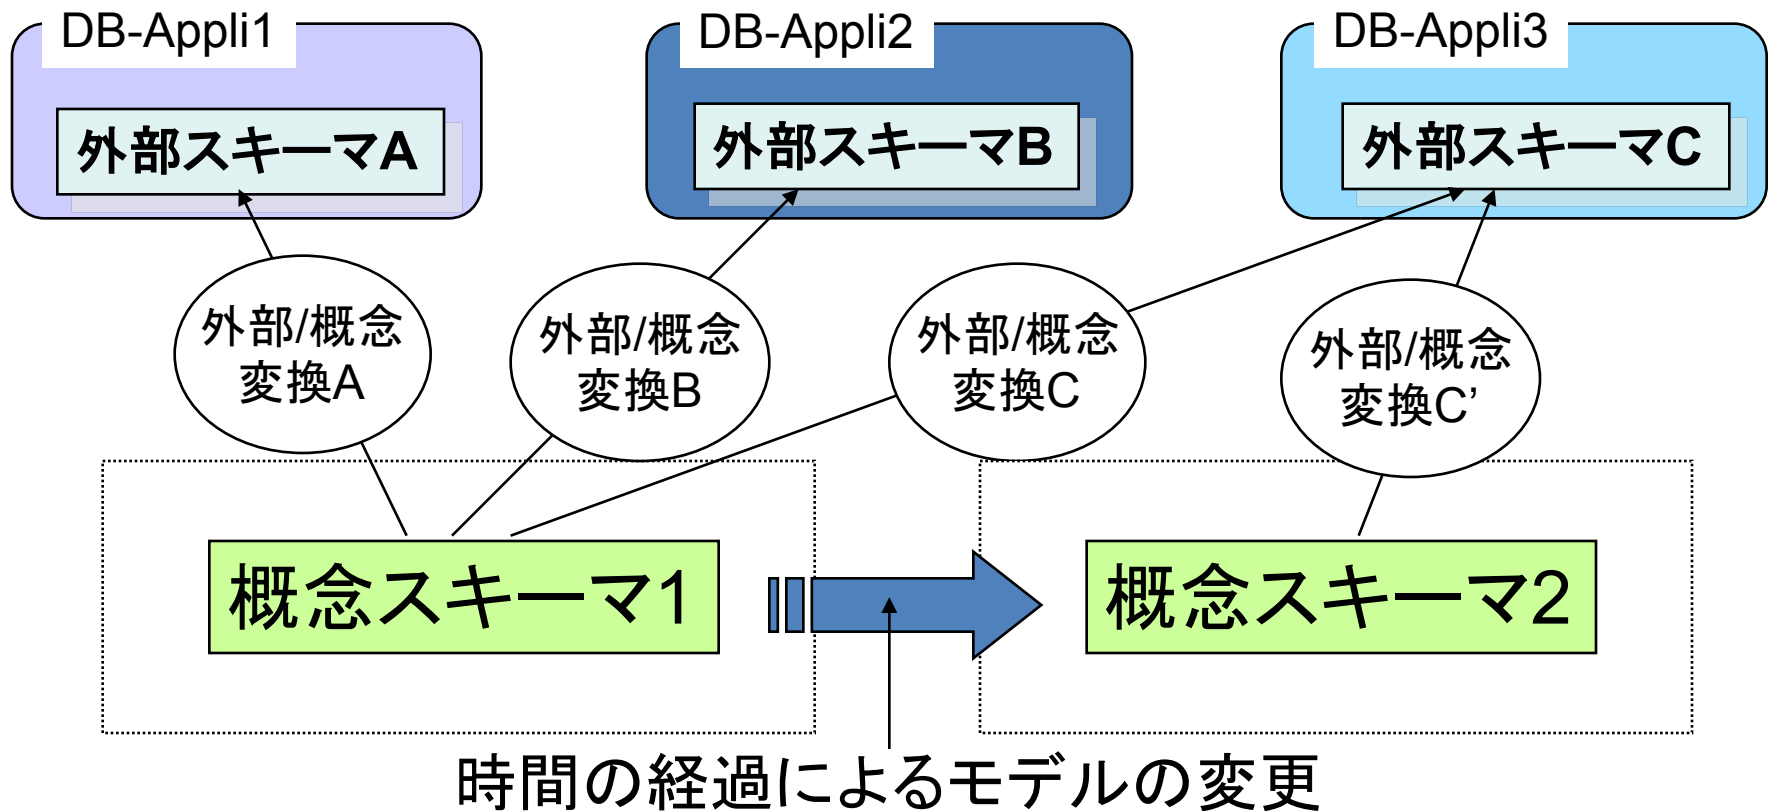 DB-Appli1
DB-Appli2
DB-Appli3
外部スキーマA
外部スキーマB
外部スキーマC
外部/概念
変換A
外部/概念
変換B
外部/概念
変換C
外部/概念
変換C’
概念スキーマ1
概念スキーマ2
時間の経過によるモデルの変更